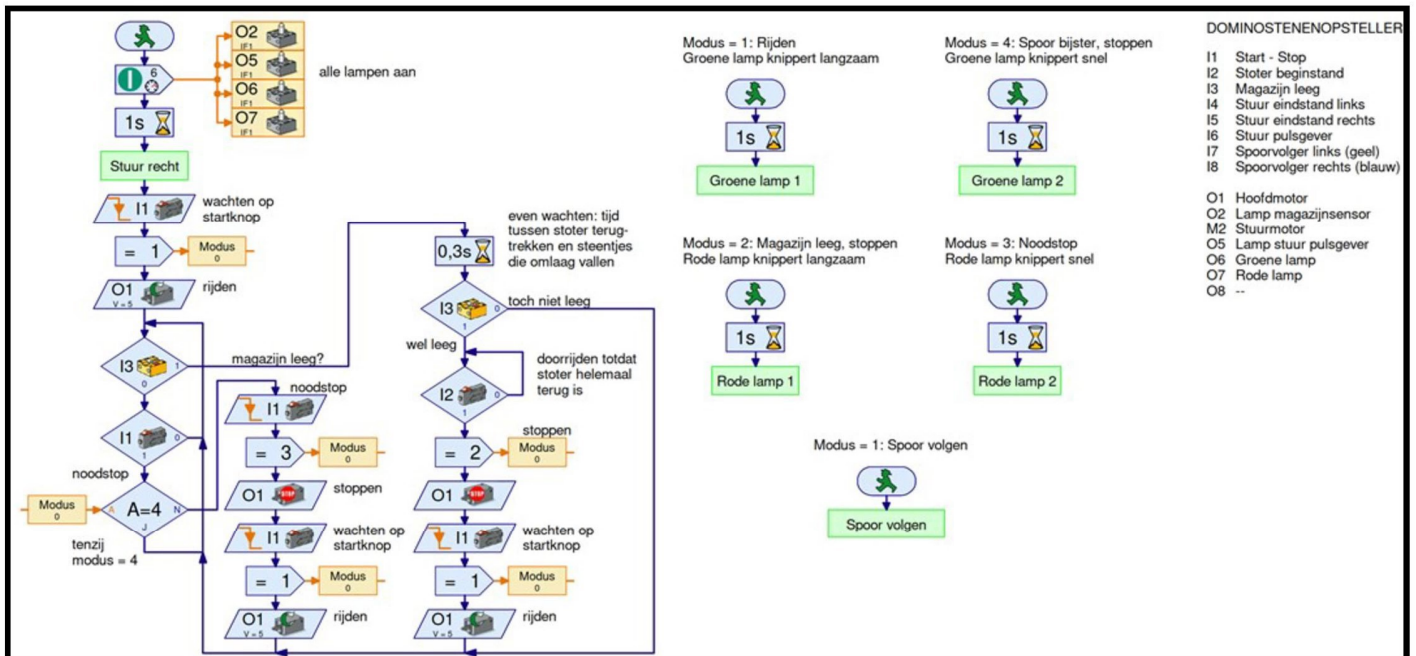 6
O2
IF1
O5
IF1
O6
IF1
O7
IF1
alle lampen aan
1s
Stuur recht
I1
wachten op
startknop
= 1
Modus
0
O1
V = 5
rijden
I3
1
0
magazijn leeg?
I1
0
1
noodstop
Modus
0
A
A=4
N
J
tenzij
modus = 4
noodstop
I1
= 3
Modus
0
O1
STOP
stoppen
I1
wachten op
startknop
= 1
Modus
0
O1
V = 5
rijden
even wachten: tijd
tussen stoter terug-
trekken en steentjes
die omlaag vallen
0,3s
I3
0
1
toch niet leeg
wel leeg
doorrijden totdat
stoter helemaal
terug is
I2
0
1
stoppen
= 2
Modus
0
O1
STOP
I1
wachten op
startknop
= 1
Modus
0
O1
V = 5
rijden
Modus = 1: Rijden
Groene lamp knippert langzaam
1s
Groene lamp 1
Modus = 4: Spoor bijster, stoppen
Groene lamp knippert snel
1s
Groene lamp 2
Modus = 2: Magazijn leeg, stoppen
Rode lamp knippert langzaam
1s
Rode lamp 1
Modus = 3: Noodstop
Rode lamp knippert snel
1s
Rode lamp 2
Modus = 1: Spoor volgen
Spoor volgen
DOMINOSTENENOPSTELLER
I1 Start - Stop
I2 Stoter beginstand
I3 Magazijn leeg
I4 Stuur eindstand links
I5 Stuur eindstand rechts
I6 Stuur pulsgever
I7 Spoorvolger links (geel)
I8 Spoorvolger rechts (blauw)
O1 Hoofdmotor
O2 Lamp magazijnsensor
M2 Stuurmotor
O5 Lamp stuur pulsgever
O6 Groene lamp
O7 Rode lamp
O8 --